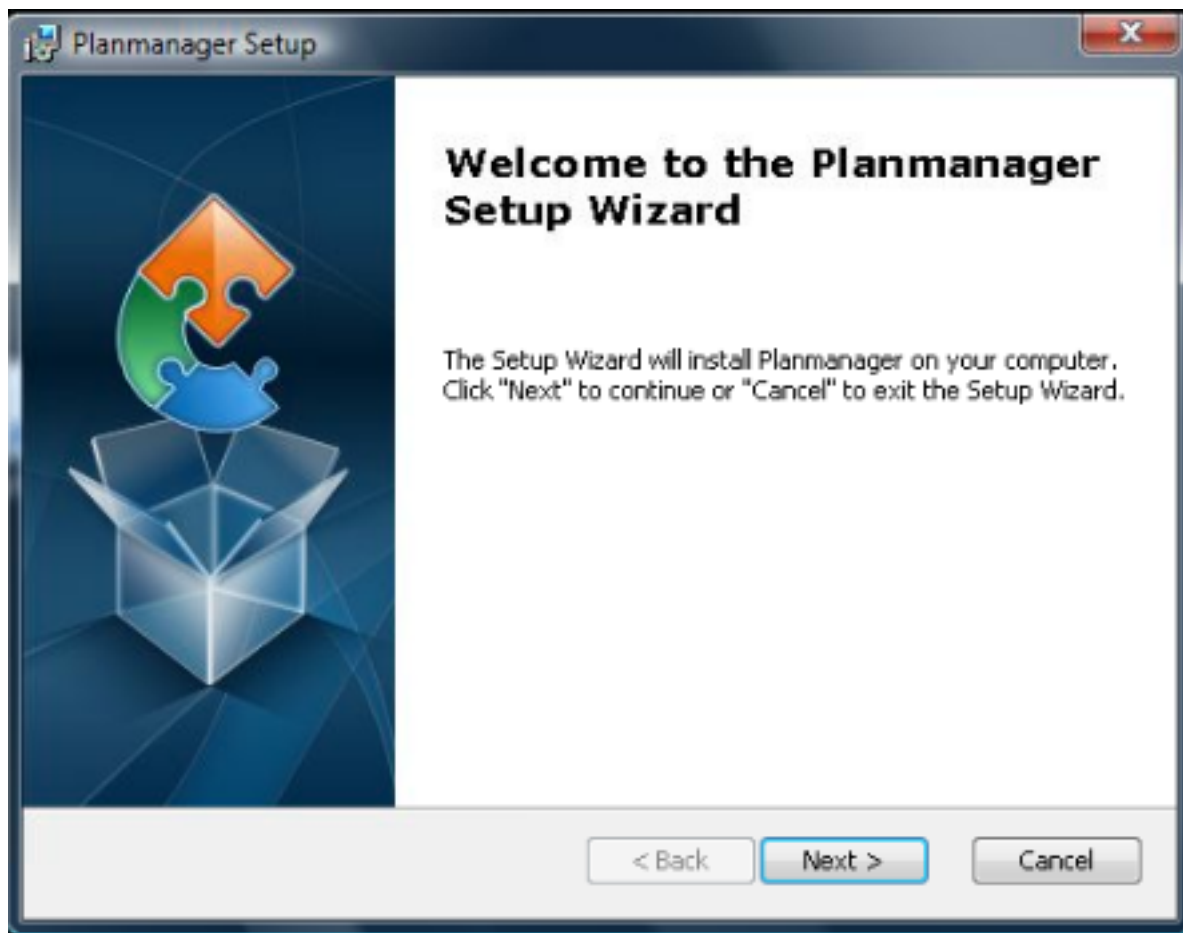 Planmanager Setup
Welcome to the Planmanager
Setup Wizard
The Setup Wizard will install Planmanager on your computer.
Click "Next" to continue or "Cancel" to exit the Setup Wizard.
< Back Next > Cancel